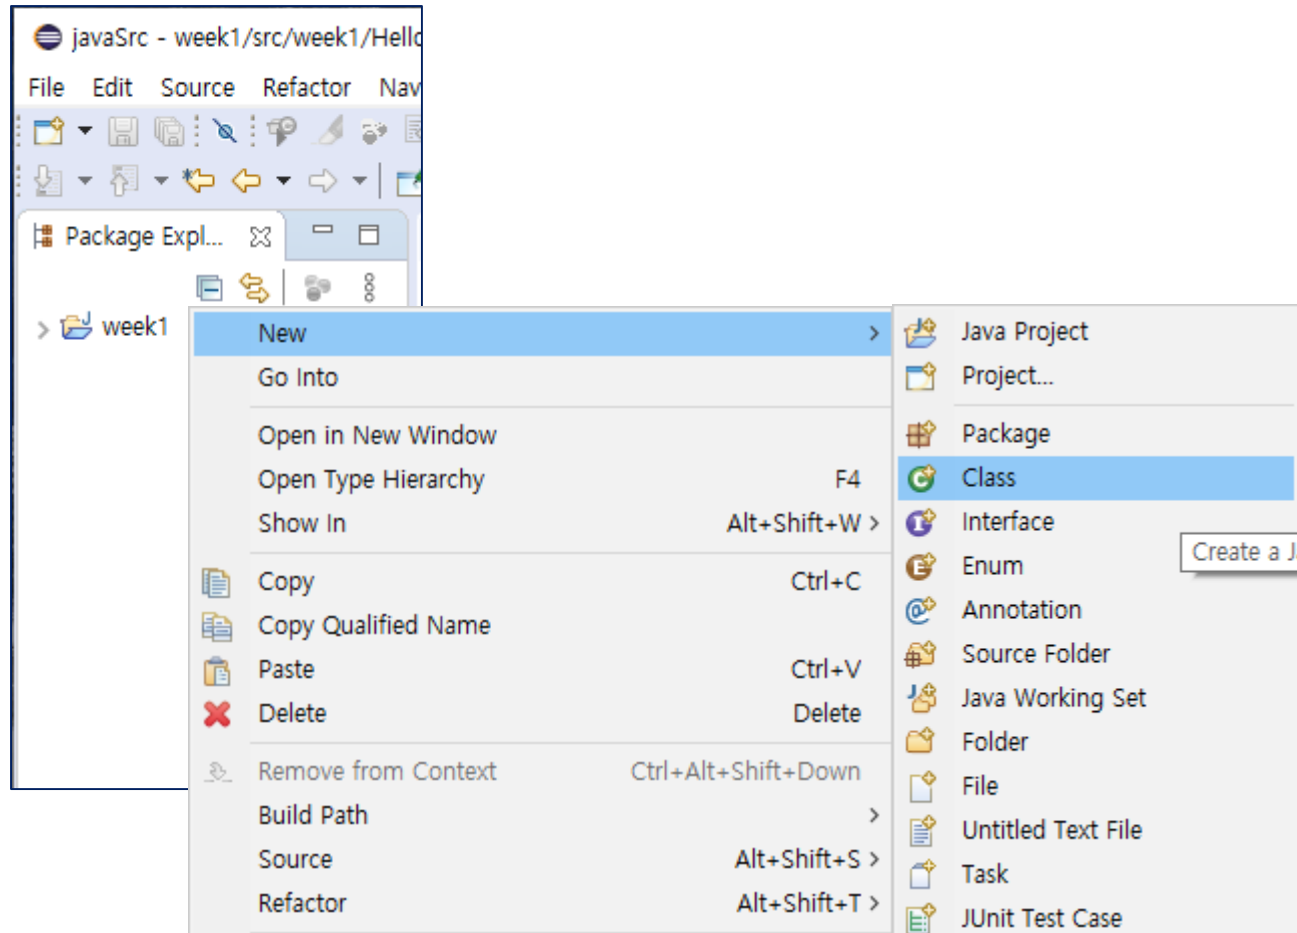 javaSrc - week1/src/week1/Hello
File Edit Source Refactor Nav
Package Expl...
week1
New
Go Into
Open in New Window
Open Type Hierarchy F4
Show In Alt+Shift+W
Copy Ctrl+C
Copy Qualified Name
Paste Ctrl+V
Delete Delete
Remove from Context Ctrl+Alt+Shift+Down
Build Path
Source Alt+Shift+S
Refactor Alt+Shift+T
Java Project
Project...
Package
Class
Interface
Create a J
Enum
Annotation
Source Folder
Java Working Set
Folder
File
Untitled Text File
Task
JUnit Test Case